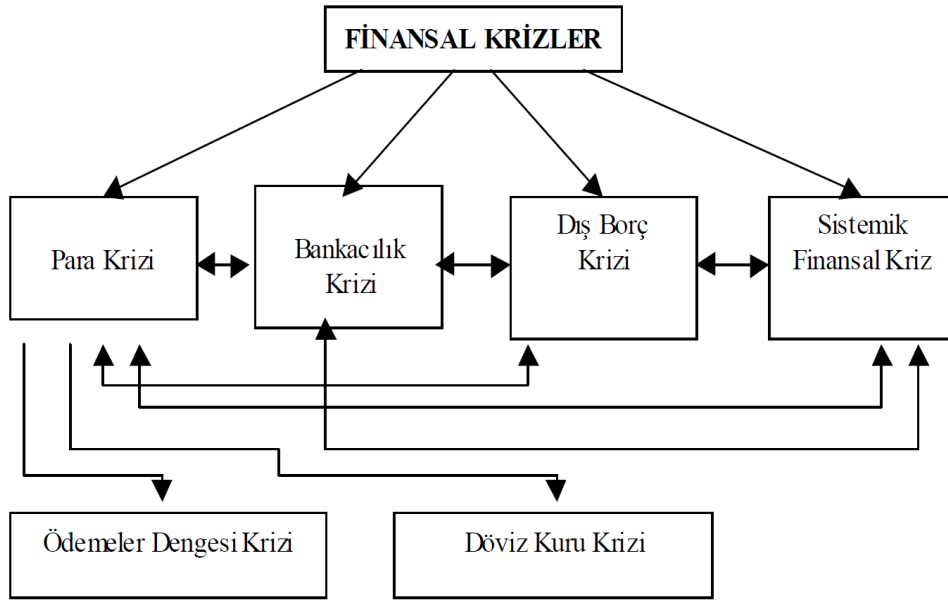 FİNANSAL KRİZLER
Para Krizi
Bankacılık
Krizi
Dış Borç
Krizi
Sistemik
Finansal Kriz
Ödemeler Dengesi Krizi
Döviz Kuru Krizi